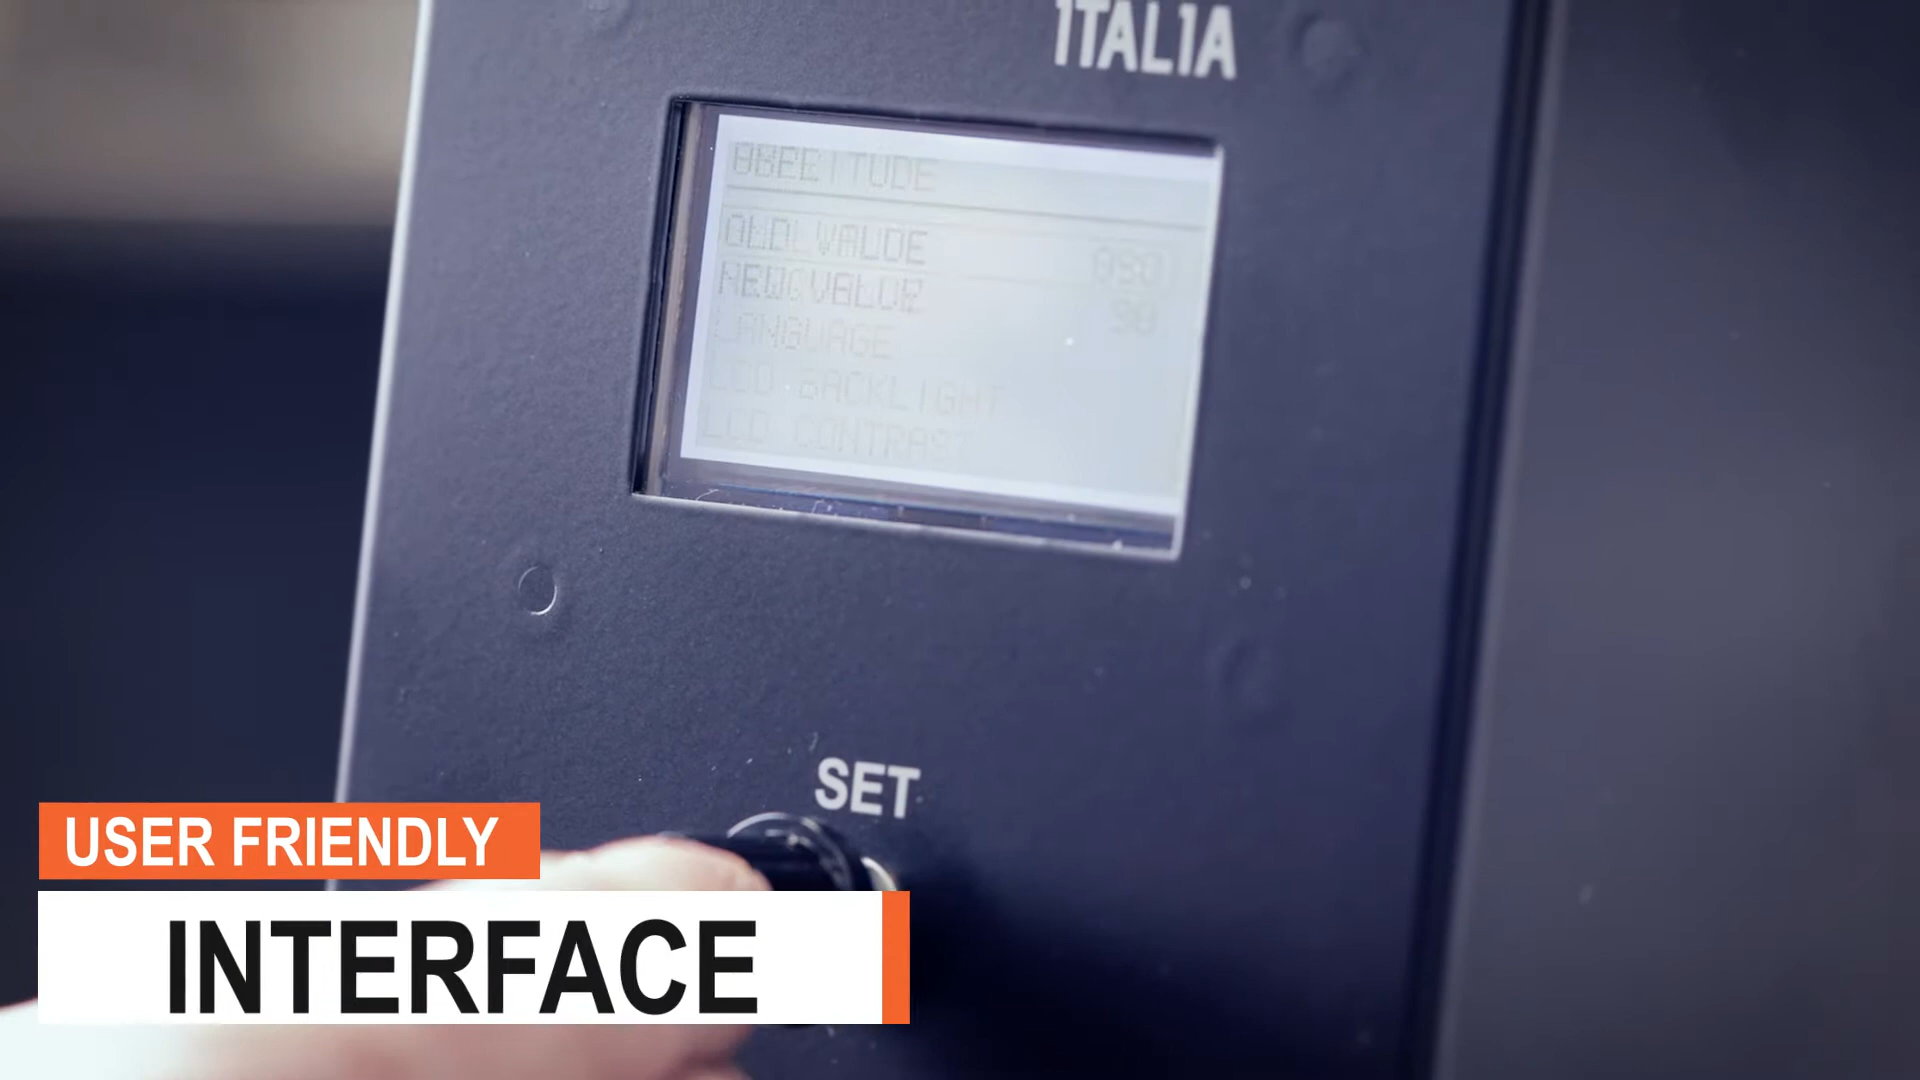 ITALIA
OLD VALUE
NEW VALUE
LANGUAGE
LCD BACKLIGHT
LCD CONTRAST
SET
USER FRIENDLY
INTERFACE